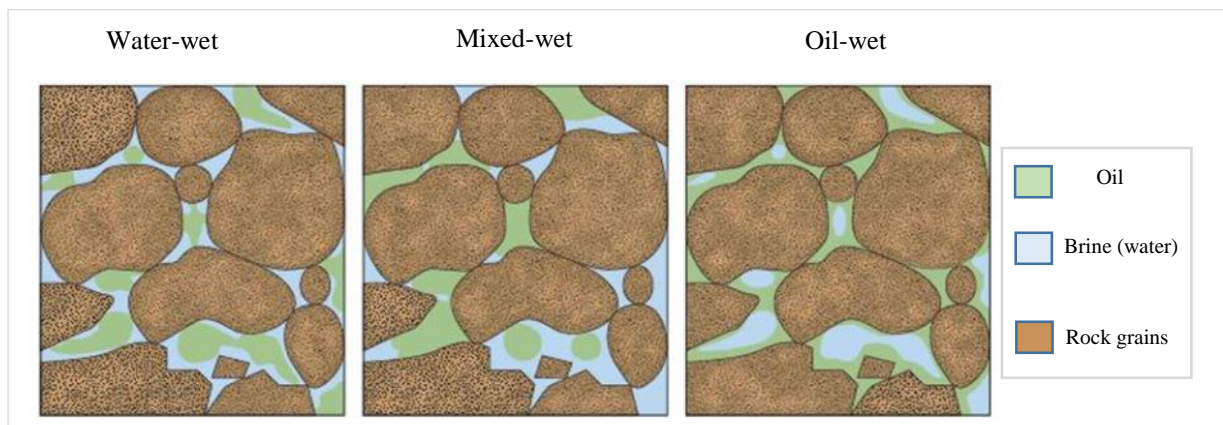 Water-wet
Mixed-wet
Oil-wet
Oil
Brine (water)
Rock grains